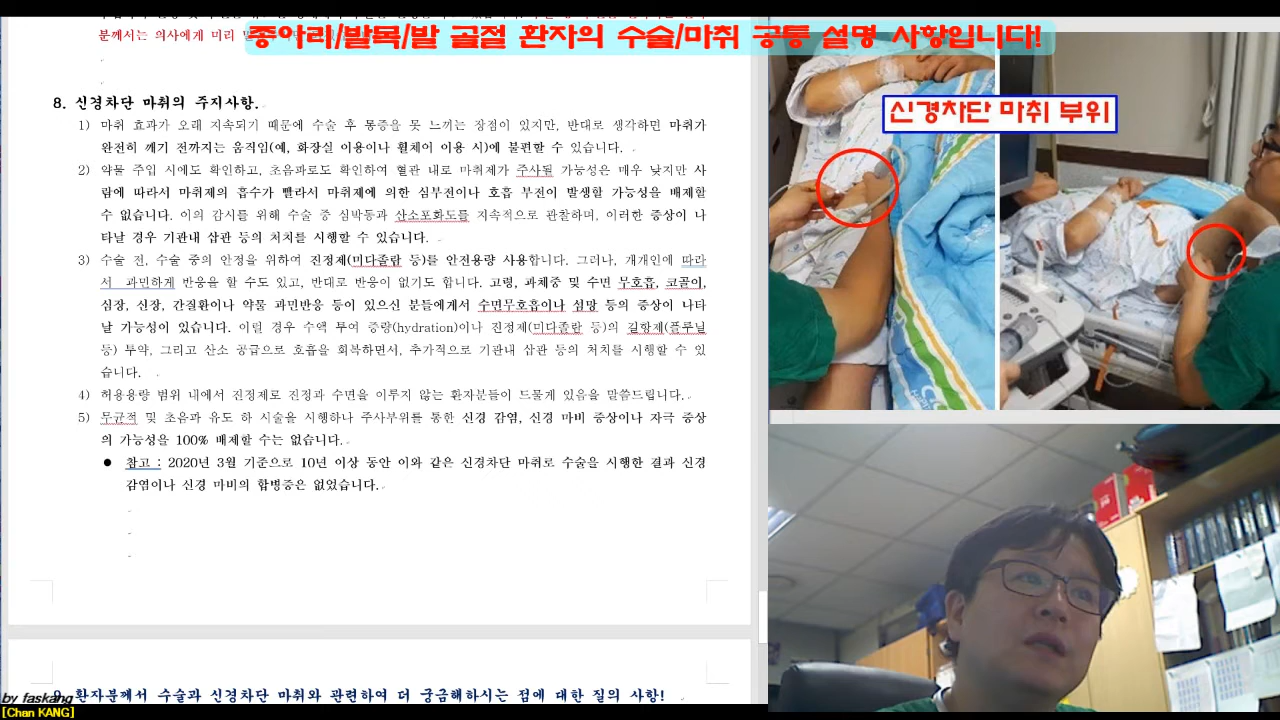 분께서는 의사에게 미리
종아리/발목/발 골절 환자의 수술/마취 공통 설명 사항입니다!
8. 신경차단 마취의 주지사항.
1) 마취 효과가 오래 지속되기 때문에 수술 후 통증을 못 느끼는 장점이 있지만, 반대로 생각하면 마취가
완전히 깨기 전까지는 움직임(예, 화장실 이용이나 휠체어 이용 시)에 불편할 수 있습니다.
2) 약물 주입 시에도 확인하고, 초음파로도 확인하여 혈관 내로 마취제가 주사될 가능성은 매우 낮지만 사
람에 따라서 마취제의 흡수가 빨라서 마취제에 의한 심부전이나 호흡 부전이 발생할 가능성을 배제할
수 없습니다. 이의 감시를 위해 수술 중 심박동과 산소포화도를 지속적으로 관찰하며, 이러한 증상이 나
타날 경우 기관내 삽관 등의 처치를 시행할 수 있습니다.
3) 수술 전, 수술 중의 안정을 위하여 진정제(미다졸람 등)를 안전용량 사용합니다. 그러나, 개개인에 따라
서 과민하게 반응을 할 수도 있고, 반대로 반응이 없기도 합니다. 고령, 과체중 및 수면 무호흡, 코골이,
심장, 신장, 간질환이나 약물 과민반응 등이 있으신 분들에게서 수면무호흡이나 섬망 등의 증상이 나타
날 가능성이 있습니다. 이럴 경우 수액 투여 증량(hydration)이나 진정제(미다졸람 등)의 길항제(플루닐
등) 투약, 그리고 산소 공급으로 호흡을 회복하면서, 추가적으로 기관내 삽관 등의 처치를 시행할 수 있
습니다.
4) 허용용량 범위 내에서 진정제로 진정과 수면을 이루지 않는 환자분들이 드물게 있음을 말씀드립니다.
5) 무균적 및 초음파 유도 하 시술을 시행하나 주사부위를 통한 신경 감염, 신경 마비 증상이나 자극 증상
의 가능성을 100% 배제할 수는 없습니다.
● 참고 : 2020년 3월 기준으로 10년 이상 동안 이와 같은 신경차단 마취로 수술을 시행한 결과 신경
감염이나 신경 마비의 합병증은 없었습니다.
환자분께서 수술과 신경차단 마취와 관련하여 더 궁금해하시는 점에 대한 질의 사항!
by faskang
[Chan KANG]
신경차단 마취 부위